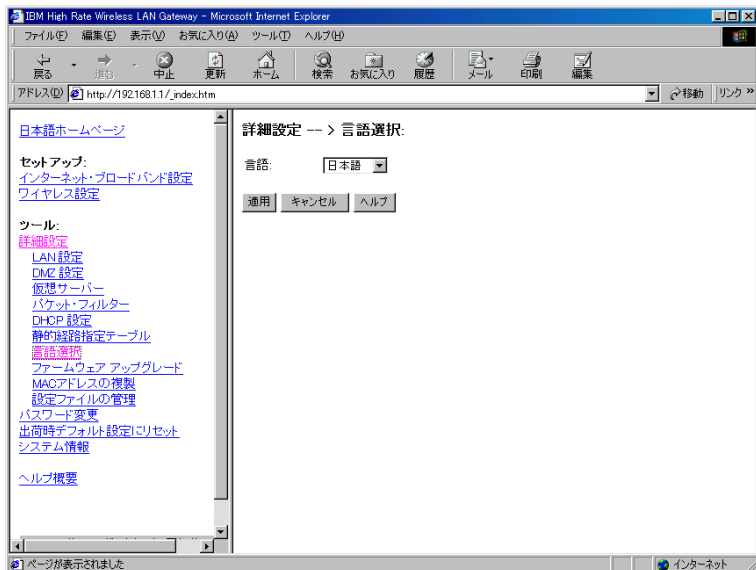 IBM High Rate Wireless LAN Gateway - Microsoft Internet Explorer
ファイル(F) 編集(E) 表示(V) お気に入り(A) ツール(T) ヘルプ(H)
戻る 進む 中止 更新 ホーム 検索 お気に入り 履歴 メール 印刷 編集
アドレス(D) http://192.168.1.1/_index.htm 移動 リンク »
日本語ホームページ
セットアップ:
インターネット・ブロードバンド設定
ワイヤレス設定
ツール:
詳細設定
LAN 設定
DMZ 設定
仮想サーバー
パケット・フィルター
DHCP 設定
静的経路指定テーブル
言語選択
ファームウェア アップグレード
MACアドレスの複製
設定ファイルの管理
パスワード変更
出荷時デフォルト設定にリセット
システム情報
ヘルプ概要
詳細設定 --> 言語選択:
言語: 日本語
適用 キャンセル ヘルプ
ページが表示されました インターネット